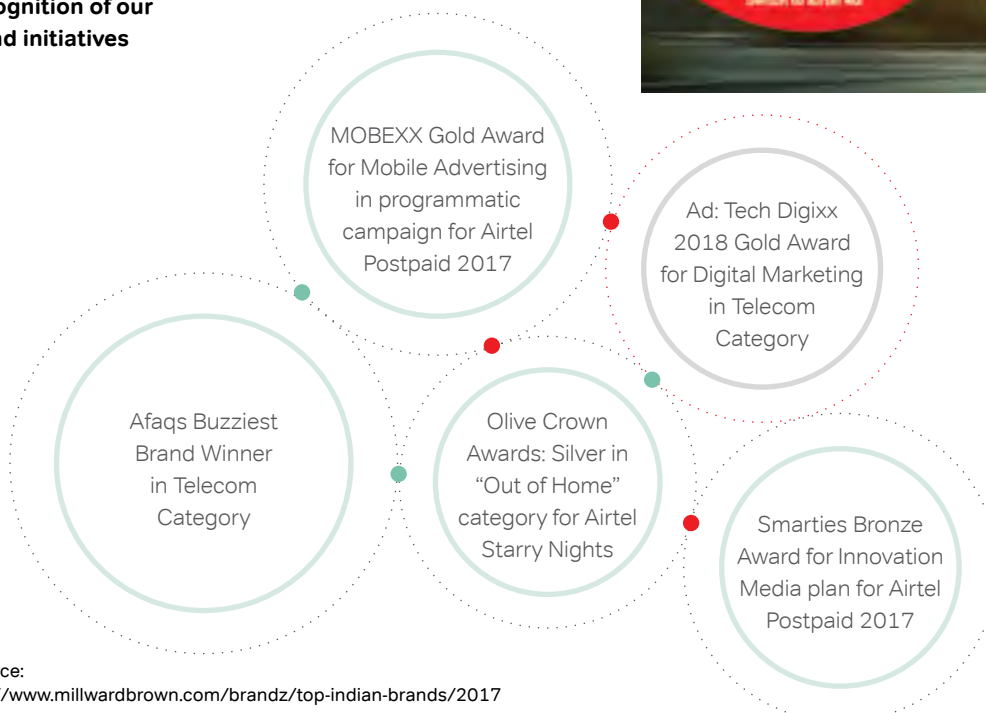 ognition of our
nd initiatives
MOBEXX Gold Award
for Mobile Advertising
in programmatic
campaign for Airtel
Postpaid 2017
Ad: Tech Digixx
2018 Gold Award
for Digital Marketing
in Telecom
Category
Afaqs Buzziest
Brand Winner
in Telecom
Category
Olive Crown
Awards: Silver in
“Out of Home”
category for Airtel
Starry Nights
Smarties Bronze
Award for Innovation
Media plan for Airtel
Postpaid 2017
ce:
//www.millwardbrown.com/brandz/top-indian-brands/2017